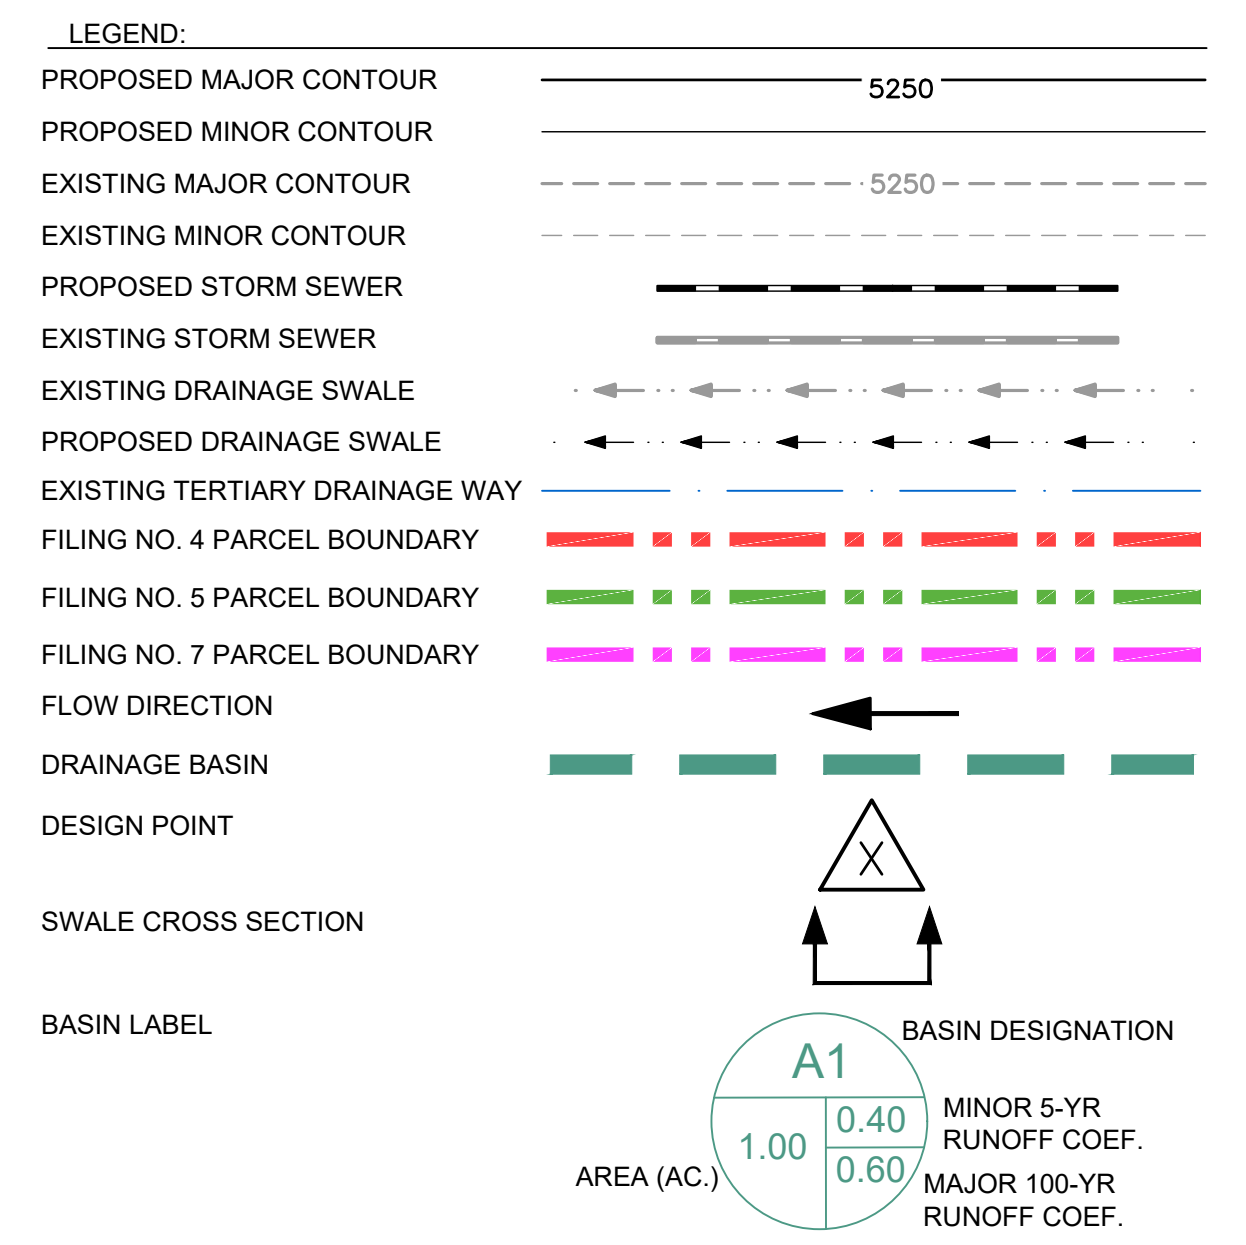 LEGEND:
PROPOSED MAJOR CONTOUR
5250
PROPOSED MINOR CONTOUR
EXISTING MAJOR CONTOUR
5250
EXISTING MINOR CONTOUR
PROPOSED STORM SEWER
EXISTING STORM SEWER
EXISTING DRAINAGE SWALE
PROPOSED DRAINAGE SWALE
EXISTING TERTIARY DRAINAGE WAY
FILING NO. 4 PARCEL BOUNDARY
FILING NO. 5 PARCEL BOUNDARY
FILING NO. 7 PARCEL BOUNDARY
FLOW DIRECTION
DRAINAGE BASIN
DESIGN POINT
X
SWALE CROSS SECTION
BASIN LABEL
BASIN DESIGNATION
A1
1.00
0.40
0.60
MINOR 5-YR
RUNOFF COEF.
AREA (AC.)
MAJOR 100-YR
RUNOFF COEF.